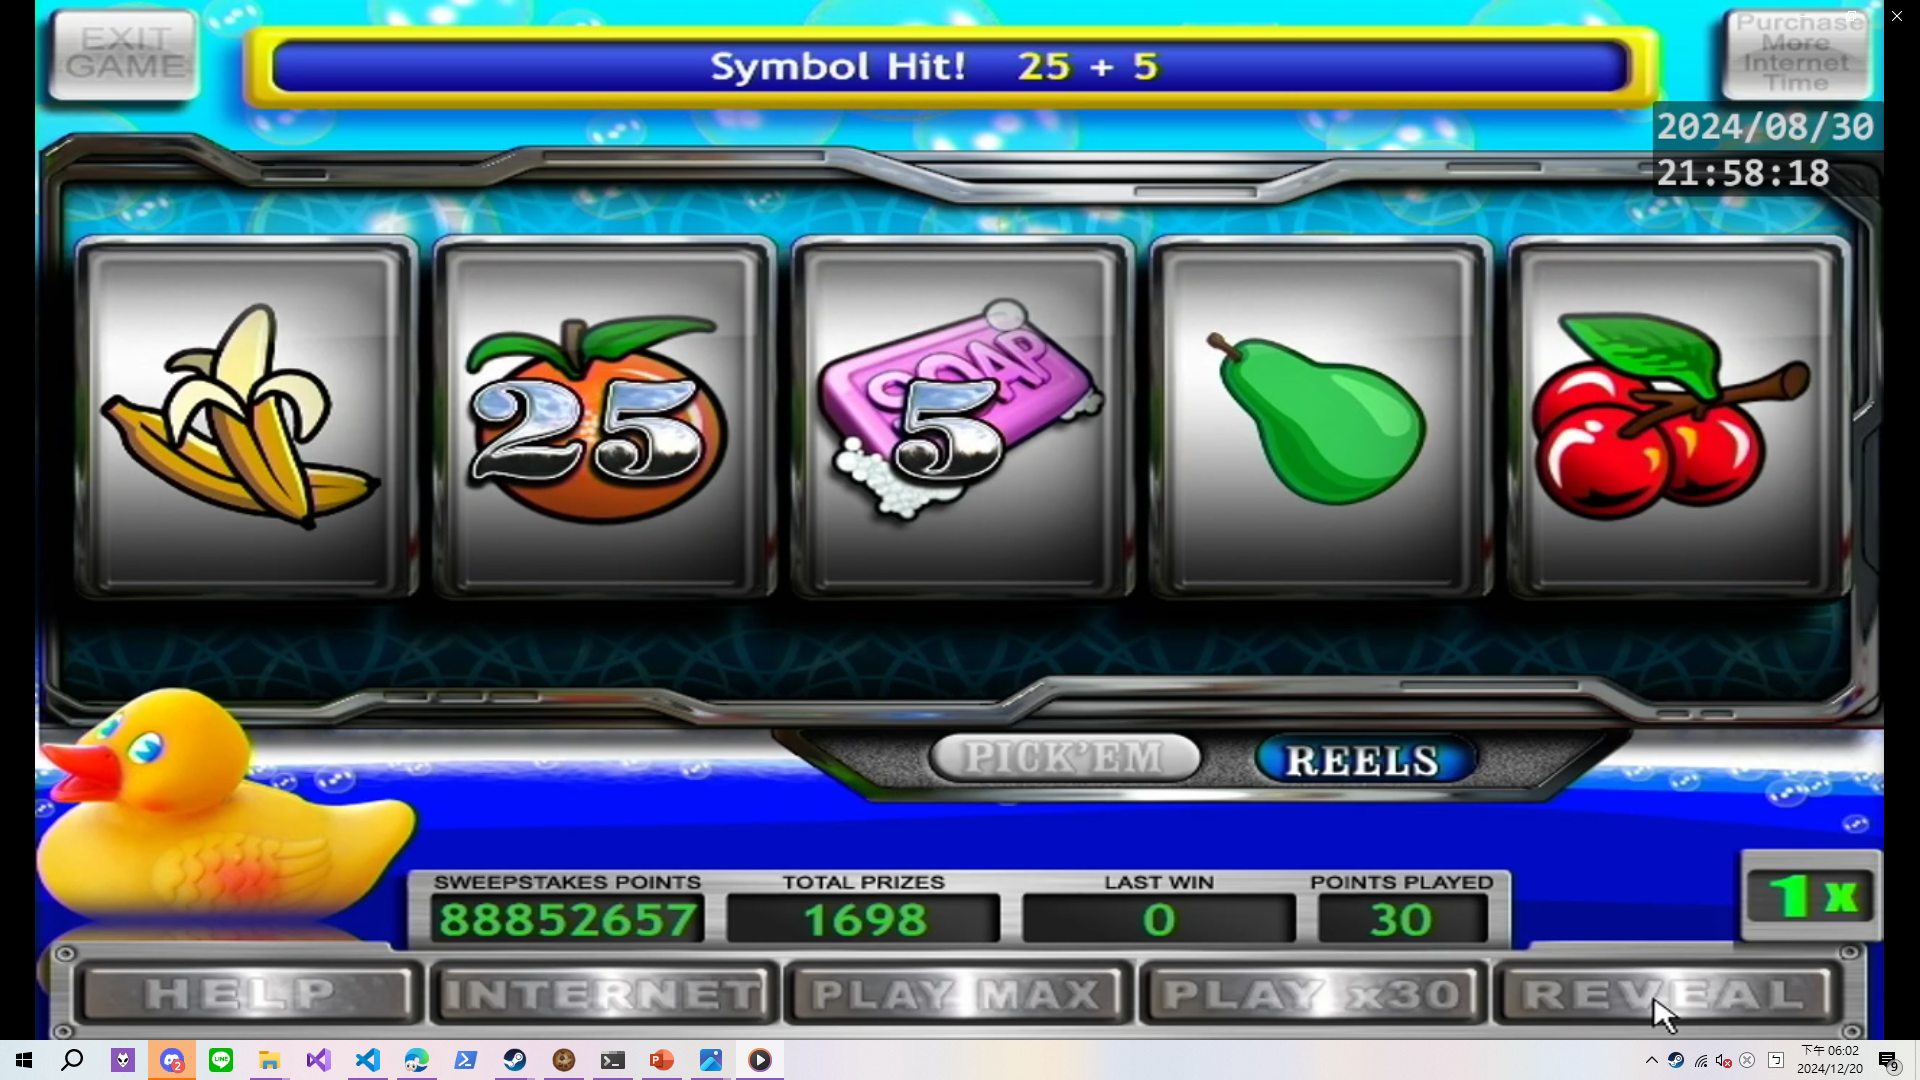 EXIT
GAME
Symbol Hit! 25 + 5
Purchase
More
Internet
Time
2024/08/30
21:58:18
25
SOAP
5
PICK'EM
REELS
SWEEPSTAKES POINTS
88852657
TOTAL PRIZES
1698
LAST WIN
0
POINTS PLAYED
30
1 x
HELP
INTERNET
PLAY MAX
PLAY x30
REVEAL
下午 06:02
2024/12/20